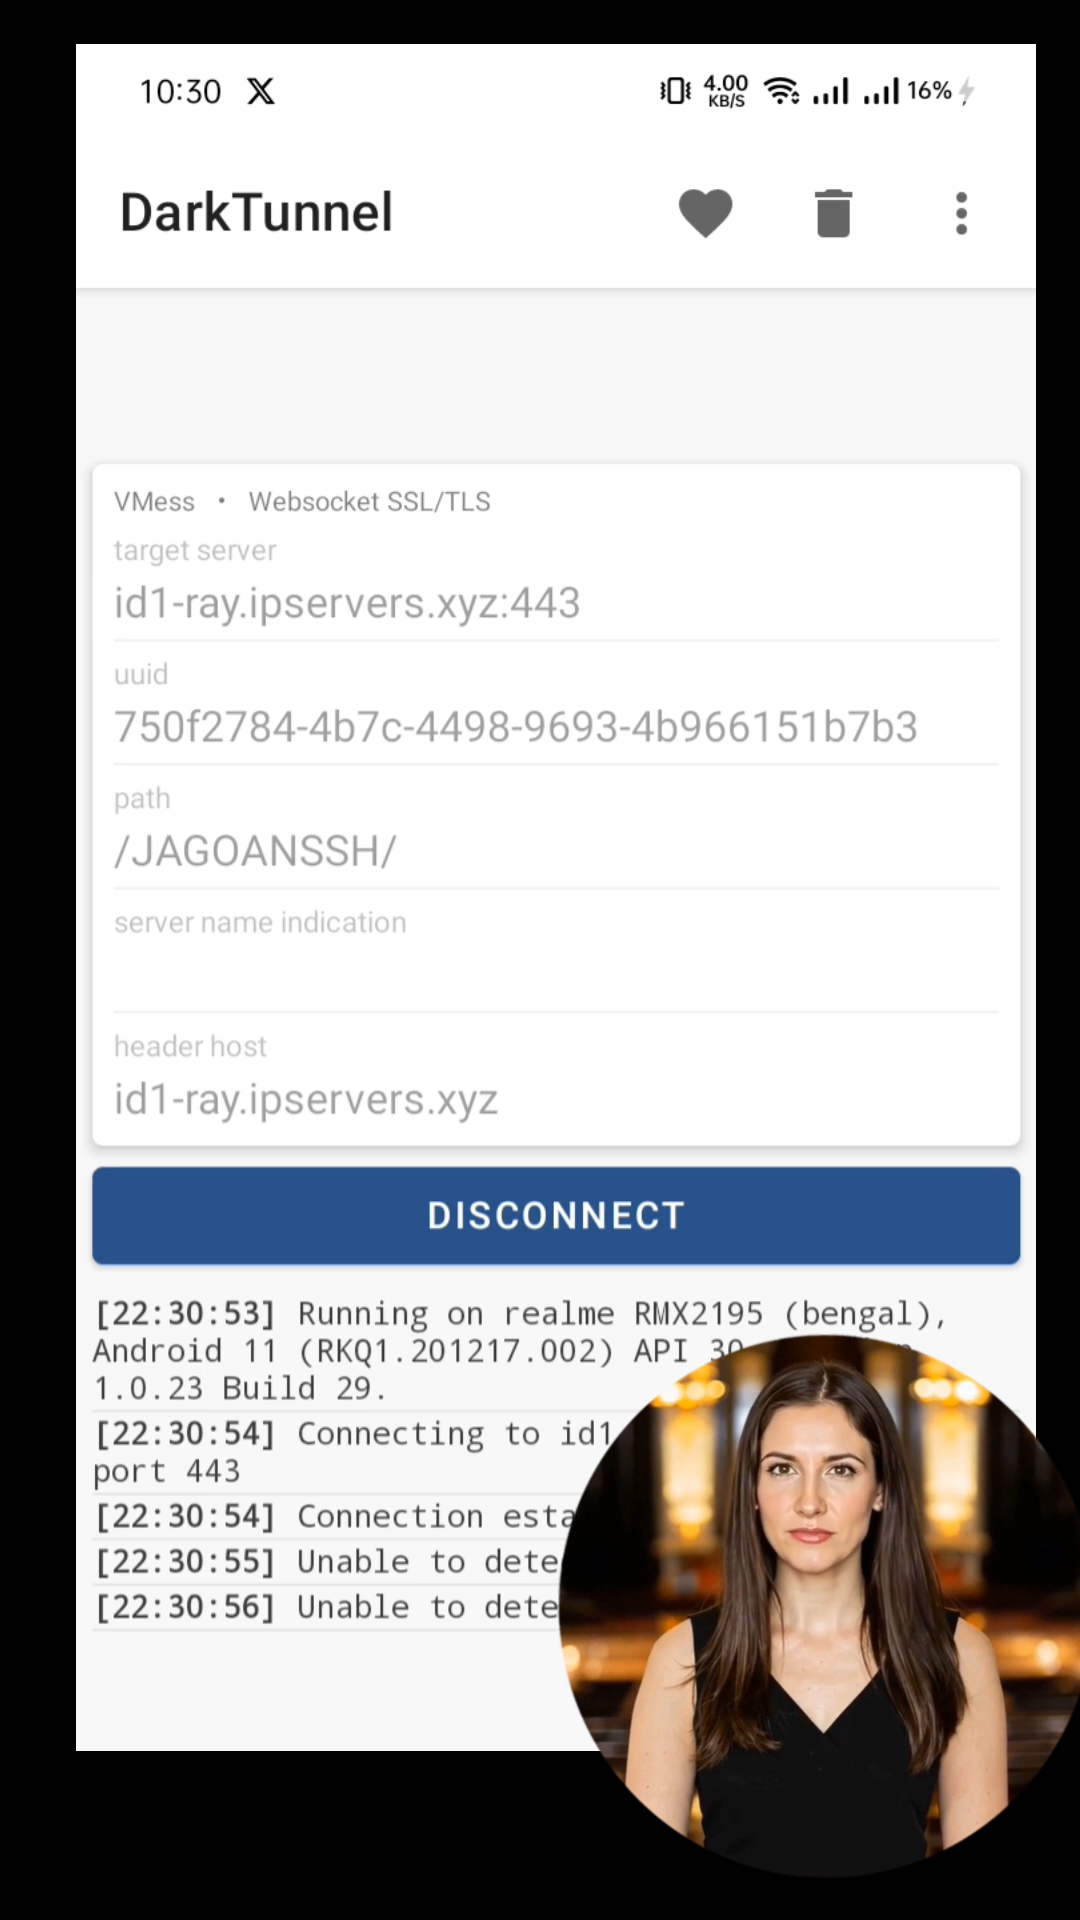 10:30 X 4.00 KB/S 16%
DarkTunnel
VMess • Websocket SSL/TLS
target server
id1-ray.ipservers.xyz:443
uuid
750f2784-4b7c-4498-9693-4b966151b7b3
path
/JAGOANSSH/
server name indication
header host
id1-ray.ipservers.xyz
DISCONNECT
[22:30:53] Running on realme RMX2195 (bengal),
Android 11 (RKQ1.201217.002) API 30
1.0.23 Build 29.
[22:30:54] Connecting to id1
port 443
[22:30:54] Connection
[22:30:55] Unable to
[22:30:56] Unable to